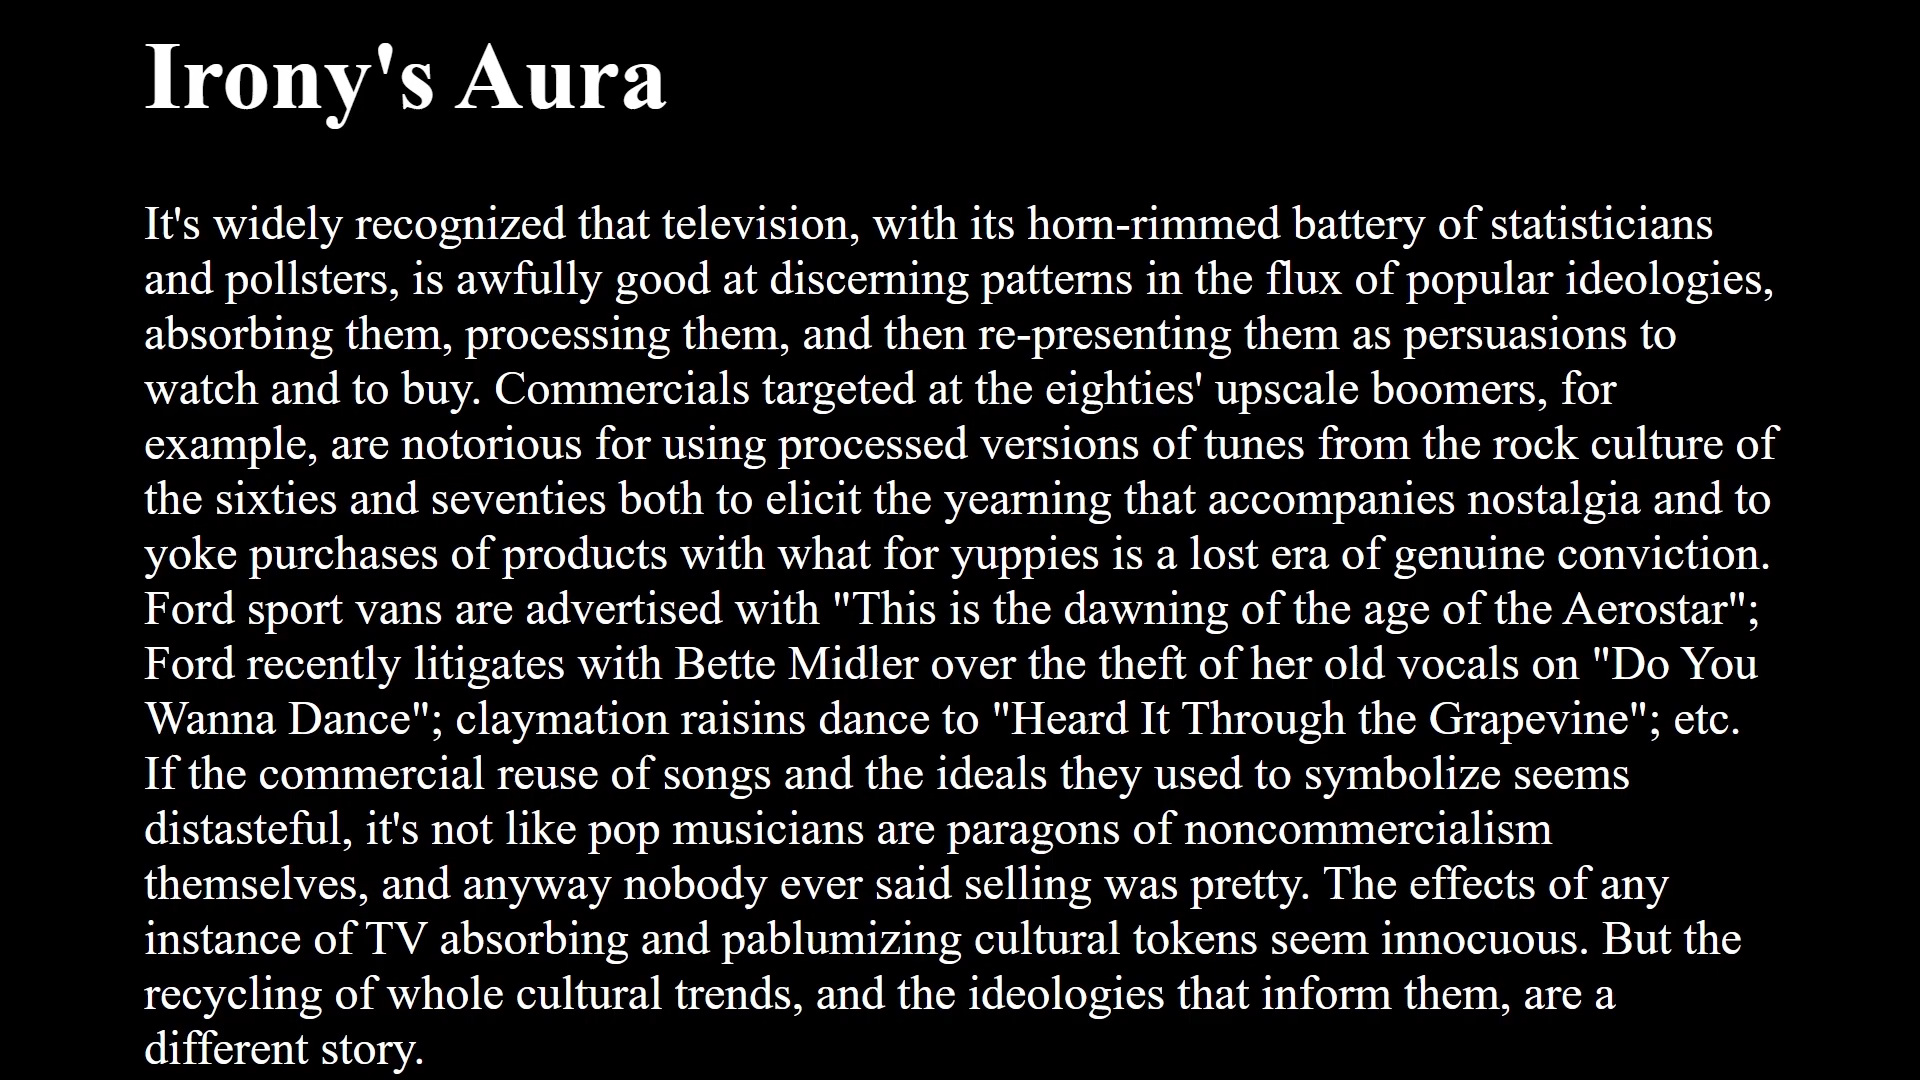 Irony's Aura
It's widely recognized that television, with its horn-rimmed battery of statisticians
and pollsters, is awfully good at discerning patterns in the flux of popular ideologies,
absorbing them, processing them, and then re-presenting them as persuasions to
watch and to buy. Commercials targeted at the eighties' upscale boomers, for
example, are notorious for using processed versions of tunes from the rock culture of
the sixties and seventies both to elicit the yearning that accompanies nostalgia and to
yoke purchases of products with what for yuppies is a lost era of genuine conviction.
Ford sport vans are advertised with "This is the dawning of the age of the Aerostar";
Ford recently litigates with Bette Midler over the theft of her old vocals on "Do You
Wanna Dance"; claymation raisins dance to "Heard It Through the Grapevine"; etc.
If the commercial reuse of songs and the ideals they used to symbolize seems
distasteful, it's not like pop musicians are paragons of noncommercialism
themselves, and anyway nobody ever said selling was pretty. The effects of any
instance of TV absorbing and pablumizing cultural tokens seem innocuous. But the
recycling of whole cultural trends, and the ideologies that inform them, are a
different story.